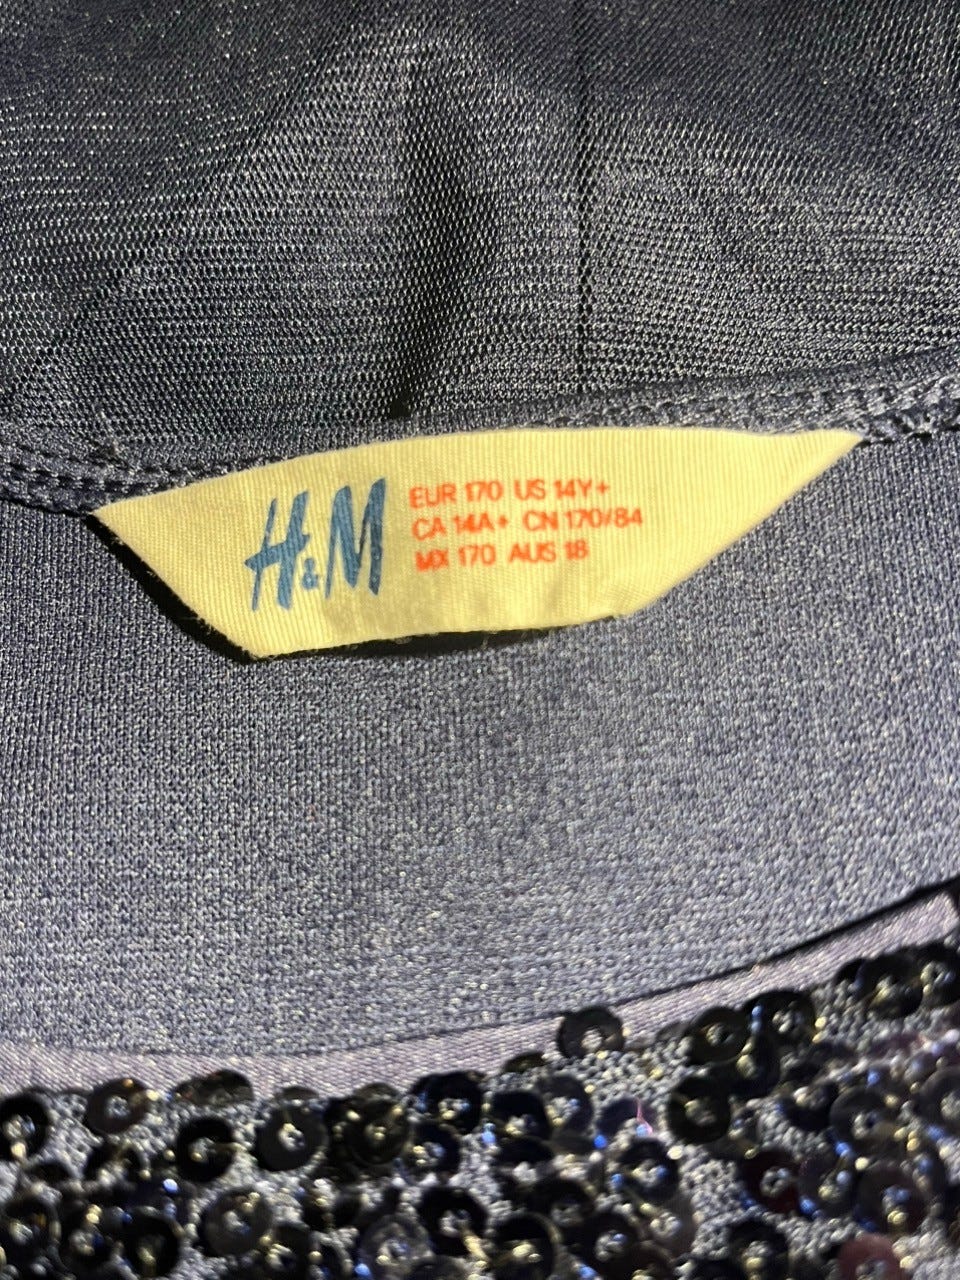 H&M
EUR 170 US 14Y+
CA 14A+ CN 170/84
MX 170 AUS 18